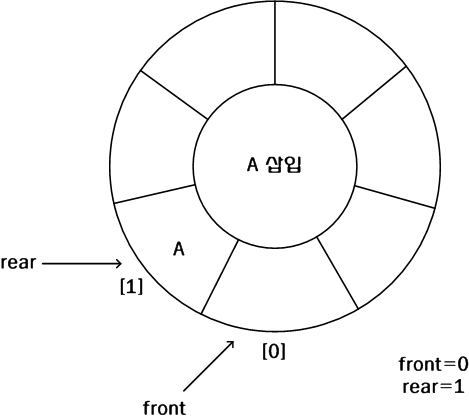 A 삽입
A
rear
[1]
[0]
front
front=0
rear=1